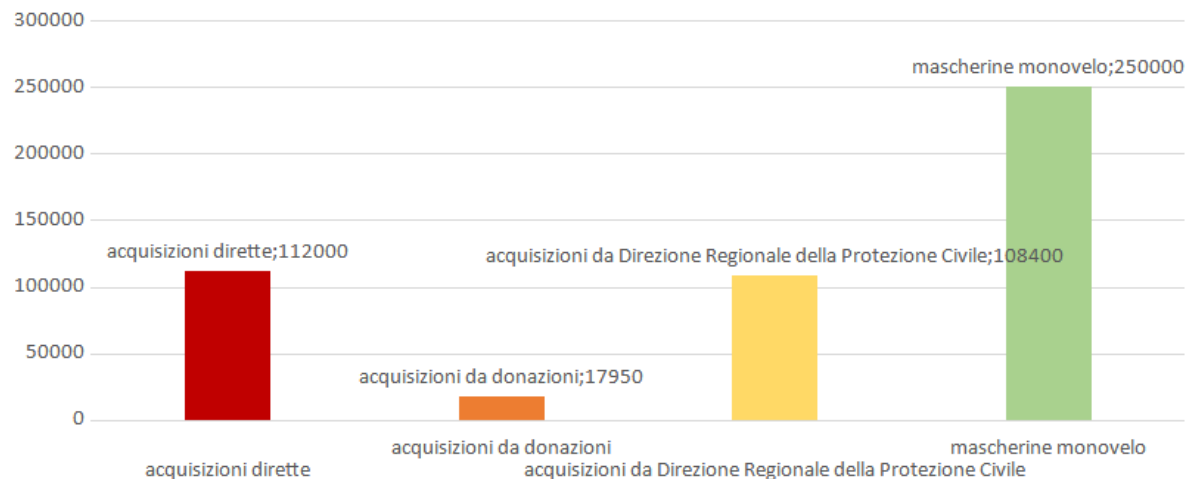 300000
mascherine monovelo;250000
250000
200000
150000
acquisizioni dirette;112000
acquisizioni da Direzione Regionale della Protezione Civile;108400
100000
50000
acquisizioni da donazioni;17950
0
acquisizioni da donazioni
mascherine monovelo
acquisizioni dirette
acquisizioni da Direzione Regionale della Protezione Civile